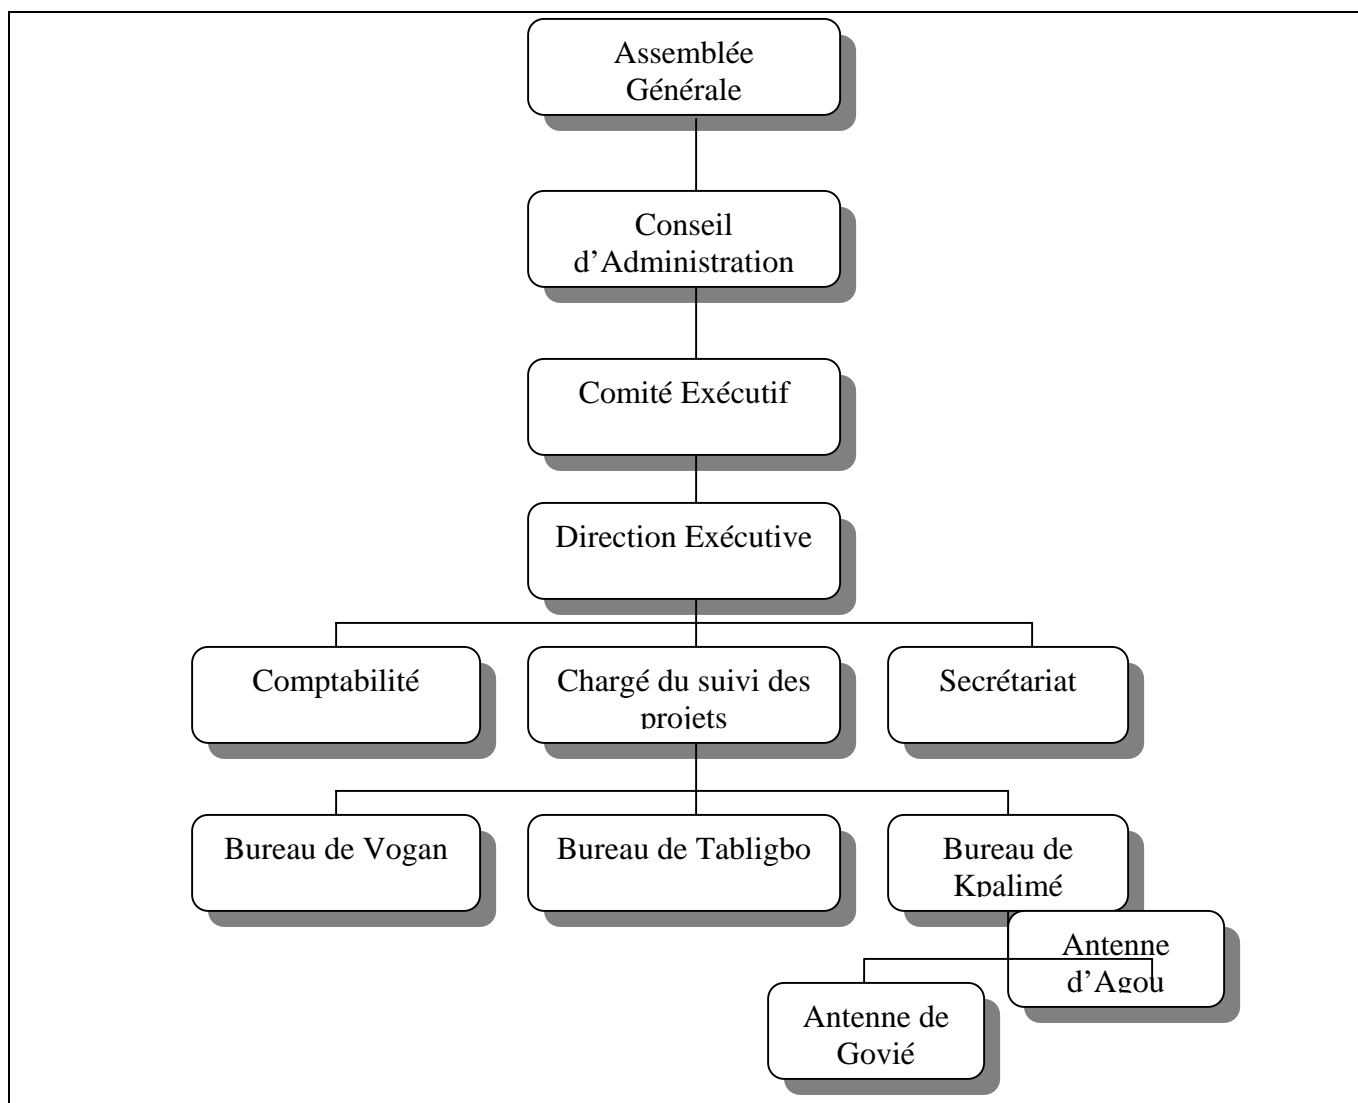 Assemblée
Générale
Conseil
d’Administration
Comité Exécutif
Direction Exécutive
Comptabilité
Chargé du suivi des
projets
Secrétariat
Bureau de Vogan
Bureau de Tabligbo
Bureau de
Kpalimé
Antenne
d’Agou
Antenne de
Govié